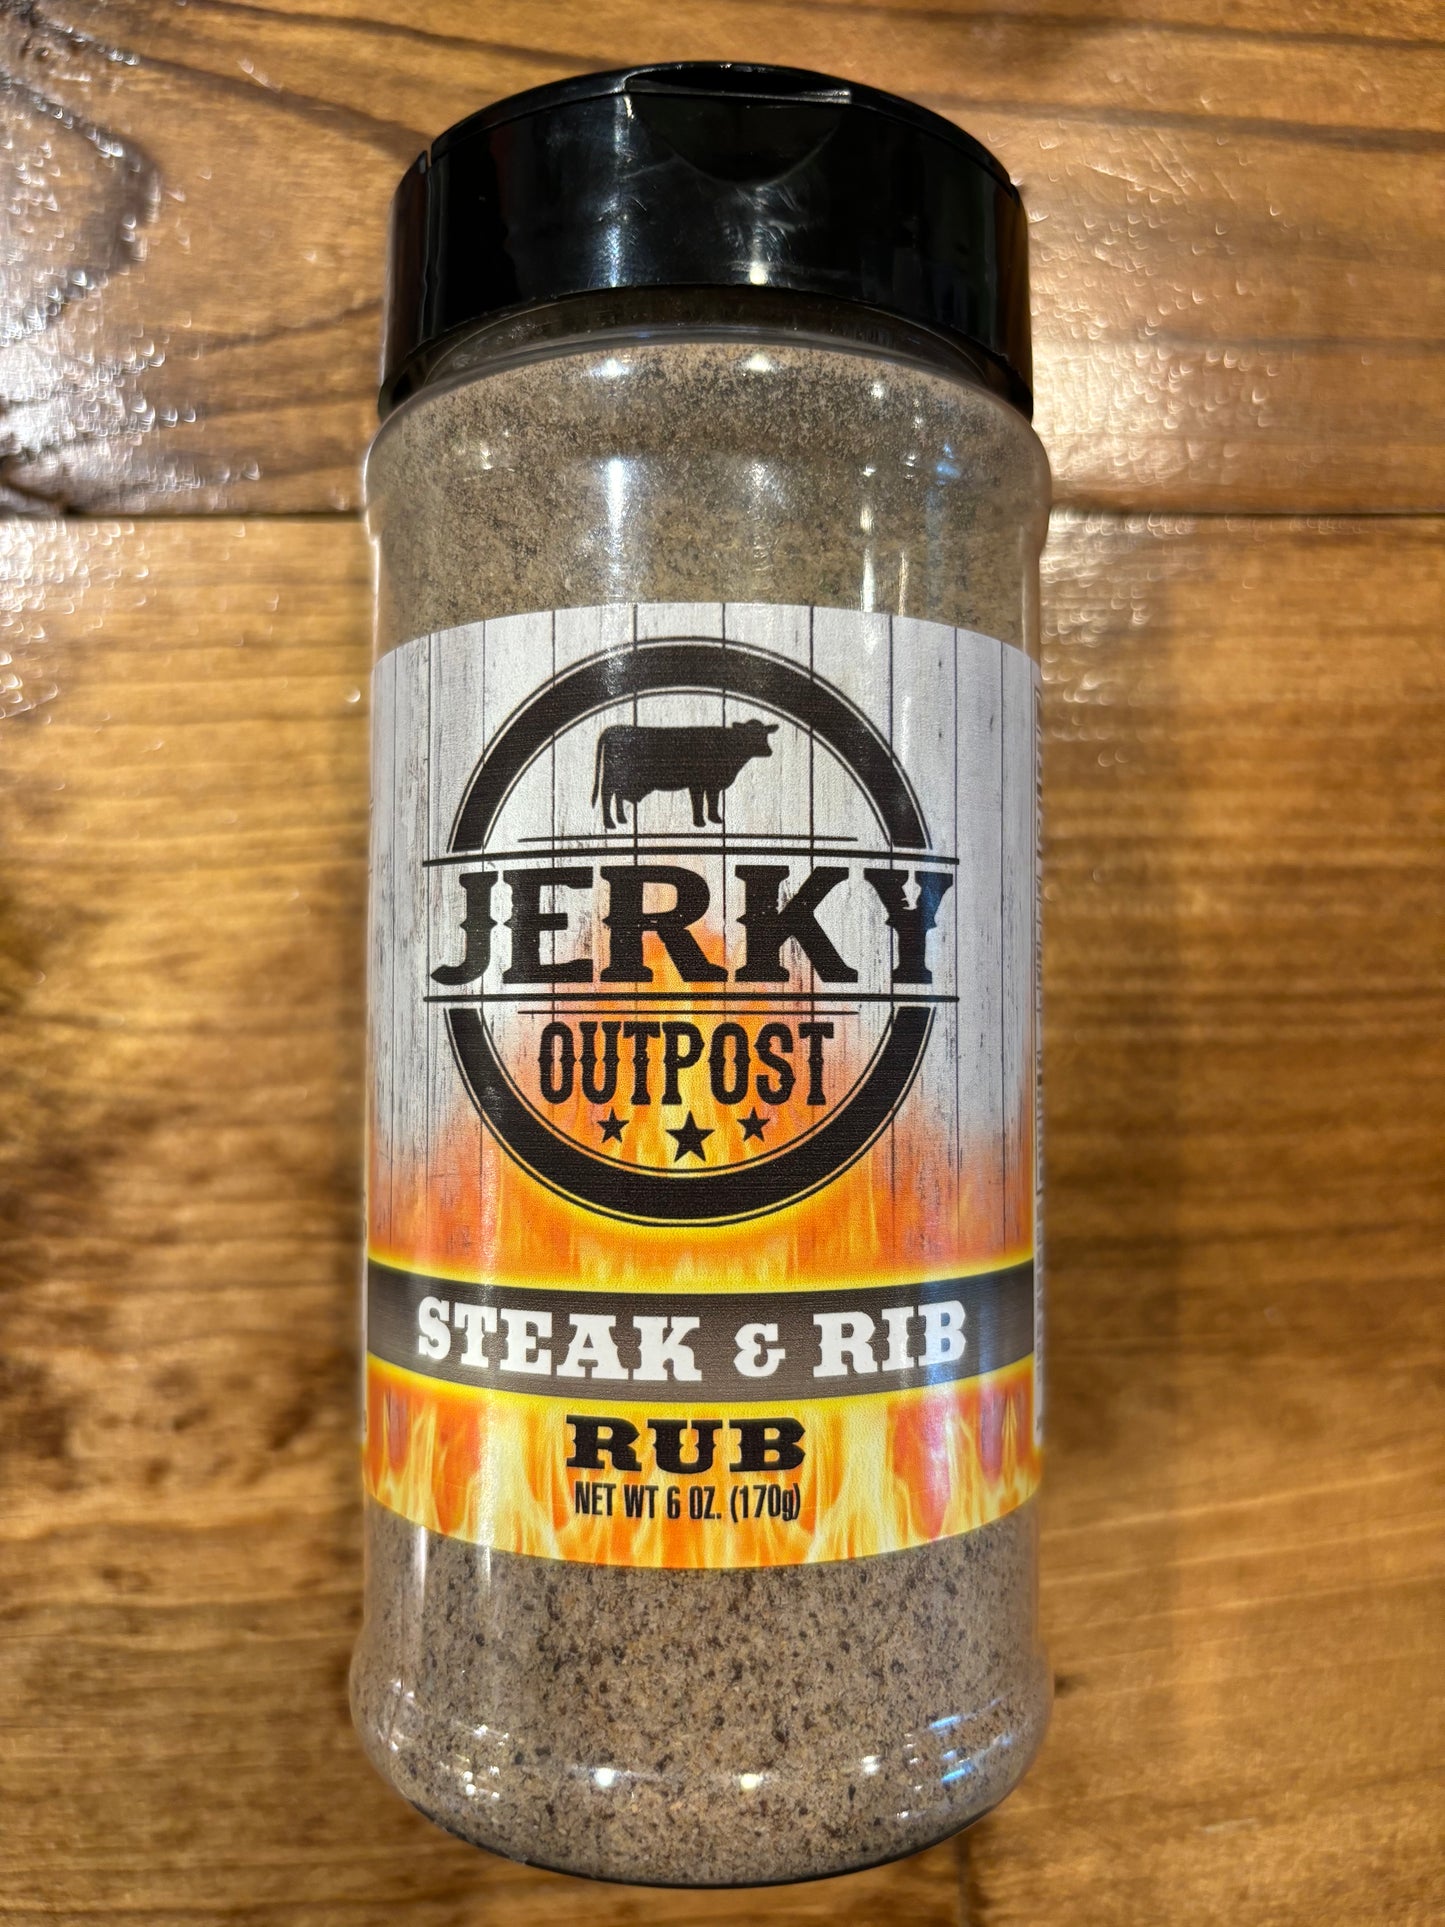 JERKY
OUTPOST
STEAK & RIB
RUB
NET WT 6 OZ. (170g)